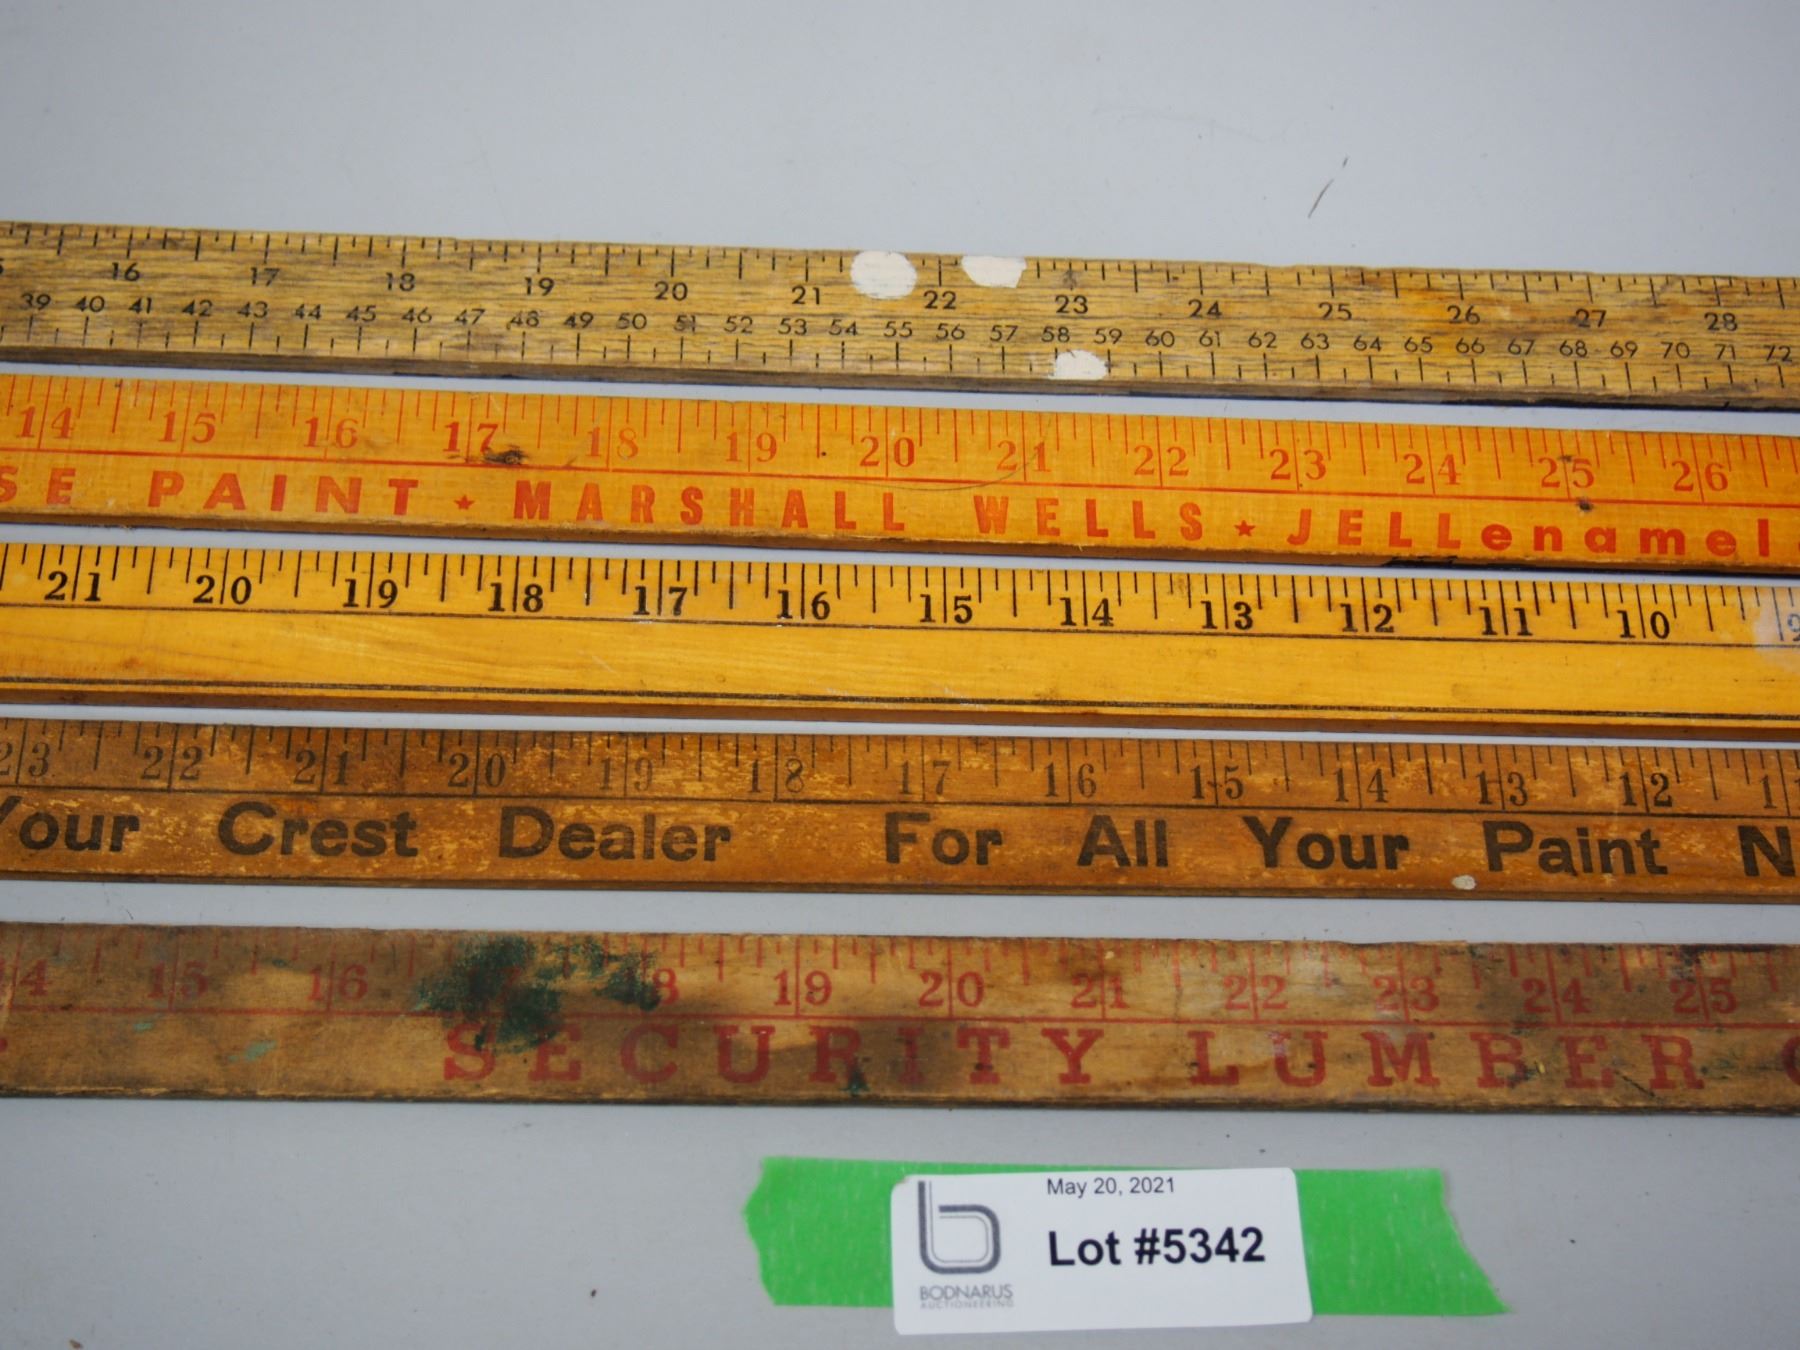 16 17 18 19 20 21 22 23 24 25 26 27 28
39 40 41 42 43 44 45 46 47 48 49 50 51 52 53 54 55 56 57 58 59 60 61 62 63 64 65 66 67 68 69 70 71 72
14 15 16 17 18 19 20 21 22 23 24 25 26
SE PAINT ★ MARSHALL WELLS ★ JELLenamel
21 20 19 18 17 16 15 14 13 12 11 10 9
23 22 21 20 19 18 17 16 15 14 13 12 11
Your Crest Dealer For All Your Paint N
14 15 16 18 19 20 21 22 23 24 25
SECURITY LUMBER
May 20, 2021
Lot #5342
b
BODNARUS
AUCTIONEERING